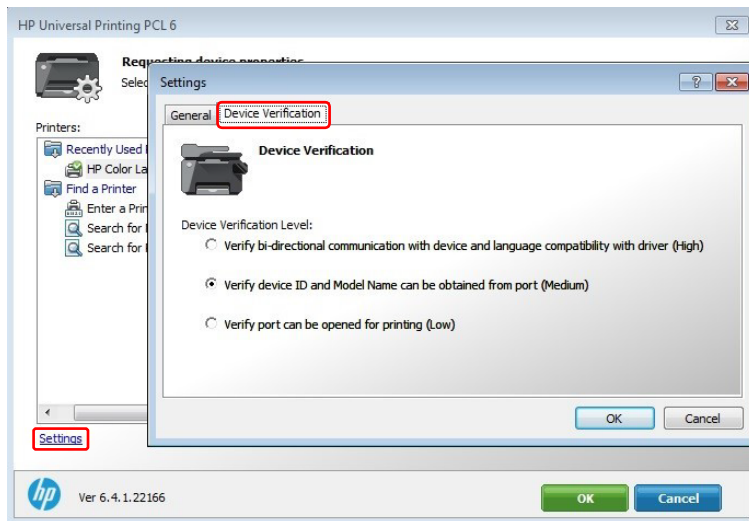 HP Universal Printing PCL 6
Requesting device properties
Selec
Settings
General
Device Verification
Printers:
Recently Used
HP Color La
Find a Printer
Enter a Prin
Search for
Search for
Device Verification
Device Verification Level:
Verify bi-directional communication with device and language compatibility with driver (High)
Verify device ID and Model Name can be obtained from port (Medium)
Verify port can be opened for printing (Low)
OK
Cancel
Settings
hp
Ver 6.4.1.22166
OK
Cancel